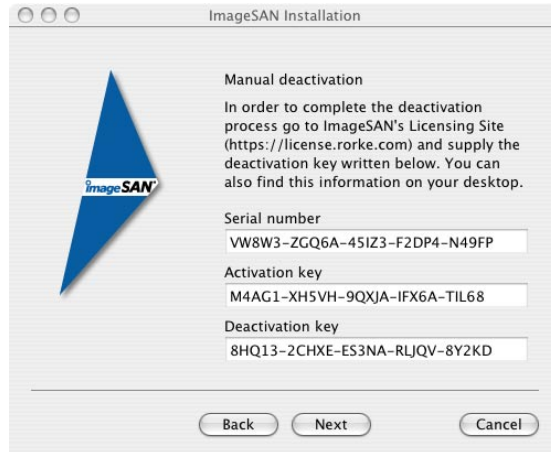 ImageSAN Installation
Manual deactivation
In order to complete the deactivation
process go to ImageSAN's Licensing Site
(https://license.rorke.com) and supply the
deactivation key written below. You can
also find this information on your desktop.
imageSAN
Serial number
VW8W3-ZGQ6A-45IZ3-F2DP4-N49FP
Activation key
M4AG1-XH5VH-9QXJA-IFX6A-TIL68
Deactivation key
8HQ13-2CHXE-ES3NA-RLJQV-8Y2KD
Back Next Cancel